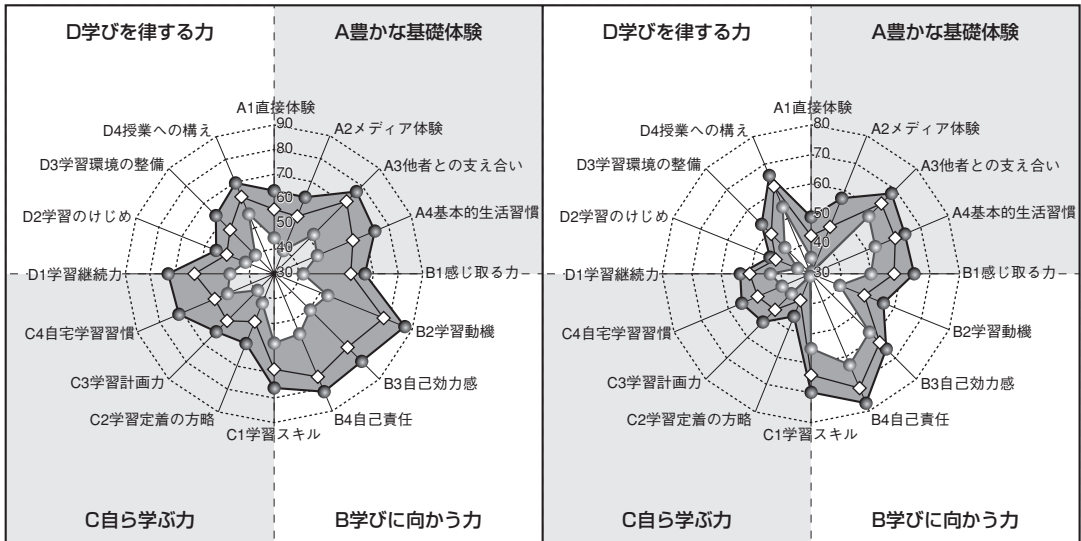 D学びを律する力
A豊かな基礎体験
A1直接体験
A2メディア体験
A3他者との支え合い
A4基本的生活習慣
B1感じ取る力
B2学習動機
B3自己効力感
B4自己責任
C1学習スキル
C2学習定着の方略
C3学習計画力
C4自宅学習習慣
D1学習継続力
D2学習のけじめ
D3学習環境の整備
D4授業への構え
90
80
70
60
50
40
30
C自ら学ぶ力
B学びに向かう力
D学びを律する力
A豊かな基礎体験
A1直接体験
A2メディア体験
A3他者との支え合い
A4基本的生活習慣
B1感じ取る力
B2学習動機
B3自己効力感
B4自己責任
C1学習スキル
C2学習定着の方略
C3学習計画力
C4自宅学習習慣
D1学習継続力
D2学習のけじめ
D3学習環境の整備
D4授業への構え
80
70
60
50
40
30
C自ら学ぶ力
B学びに向かう力